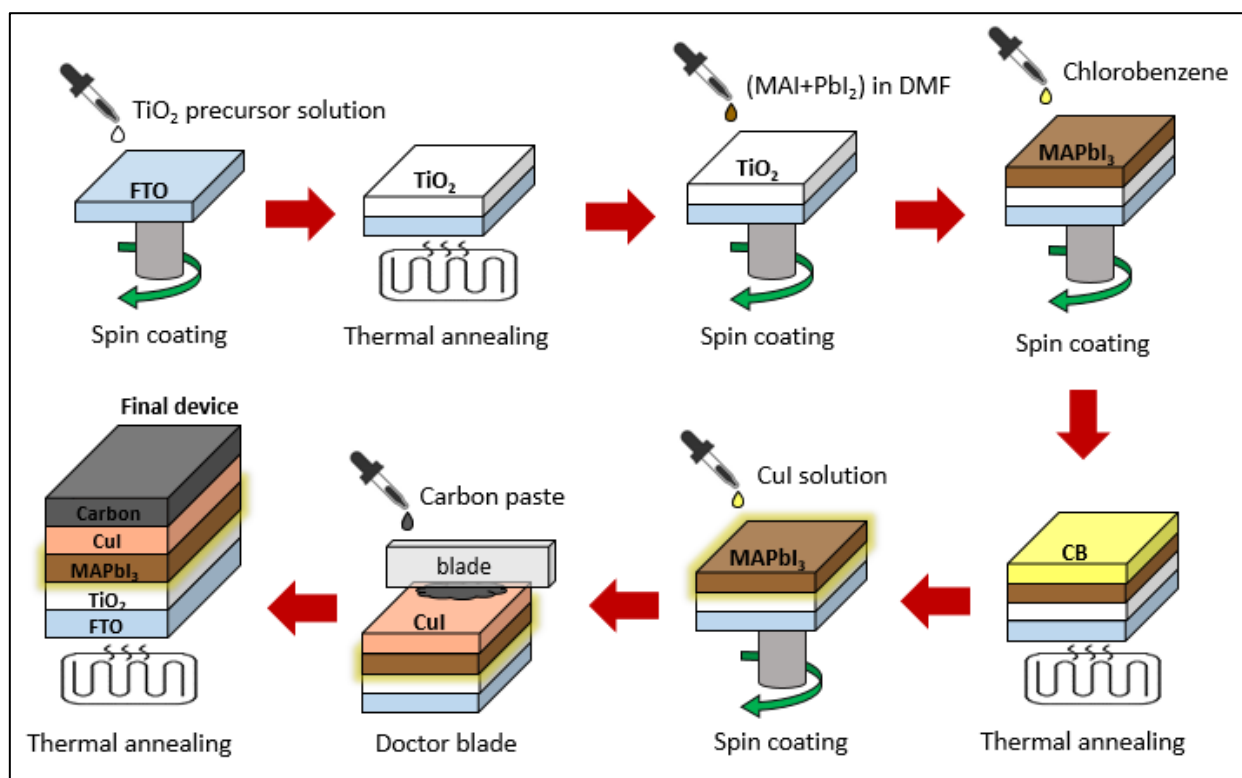 TiO₂ precursor solution
FTO
Spin coating
TiO₂
Thermal annealing
(MAI+PbI₂) in DMF
TiO₂
Spin coating
Chlorobenzene
MAPbI₃
Spin coating
CB
Thermal annealing
CuI solution
MAPbI₃
Spin coating
Carbon paste
blade
CuI
Doctor blade
Final device
Carbon
CuI
MAPbI₃
TiO₂
FTO
Thermal annealing